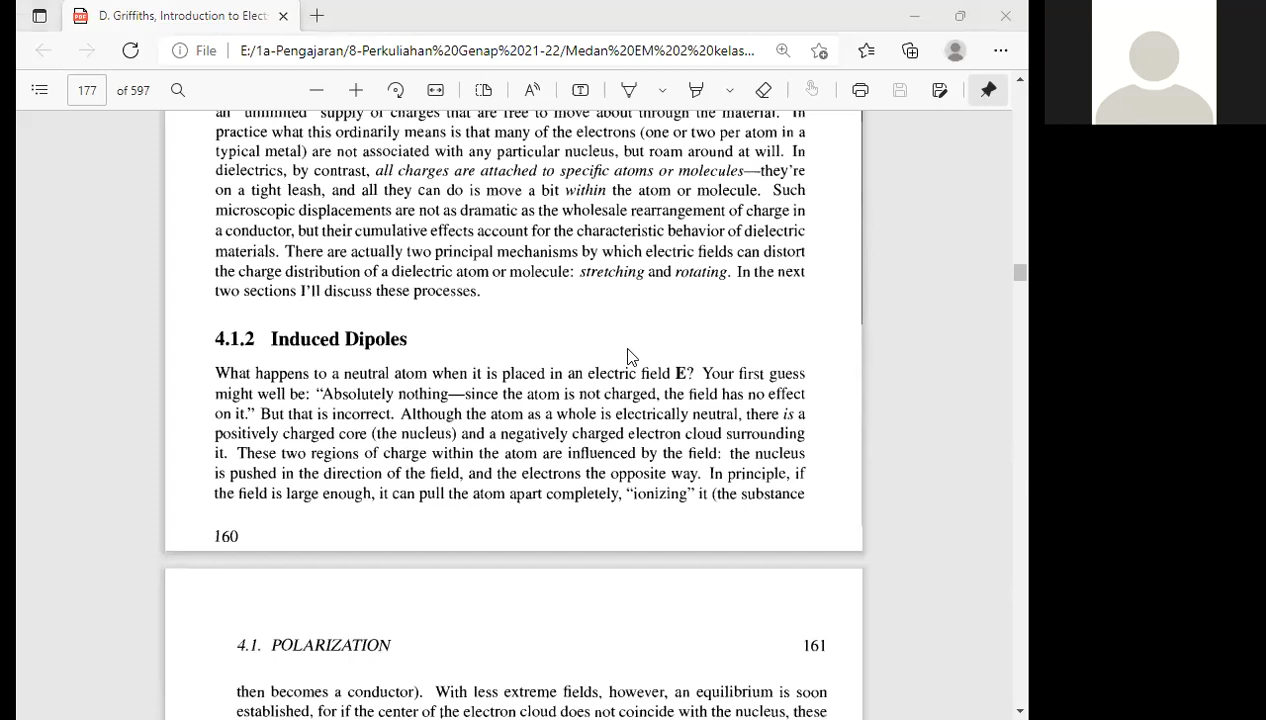 D. Griffiths, Introduction to Elect
File
E:/1a-Pengajaran/8-Perkuliahan%20Genap%2021-22/Medan%20EM%202%20kelas...
177 of 597
an "unlimited" supply of charges that are free to move about through the material. In
practice what this ordinarily means is that many of the electrons (one or two per atom in a
typical metal) are not associated with any particular nucleus, but roam around at will. In
dielectrics, by contrast, all charges are attached to specific atoms or molecules—they're
on a tight leash, and all they can do is move a bit within the atom or molecule. Such
microscopic displacements are not as dramatic as the wholesale rearrangement of charge in
a conductor, but their cumulative effects account for the characteristic behavior of dielectric
materials. There are actually two principal mechanisms by which electric fields can distort
the charge distribution of a dielectric atom or molecule: stretching and rotating. In the next
two sections I'll discuss these processes.
4.1.2 Induced Dipoles
What happens to a neutral atom when it is placed in an electric field E? Your first guess
might well be: "Absolutely nothing—since the atom is not charged, the field has no effect
on it." But that is incorrect. Although the atom as a whole is electrically neutral, there is a
positively charged core (the nucleus) and a negatively charged electron cloud surrounding
it. These two regions of charge within the atom are influenced by the field: the nucleus
is pushed in the direction of the field, and the electrons the opposite way. In principle, if
the field is large enough, it can pull the atom apart completely, "ionizing" it (the substance
160
4.1. POLARIZATION 161
then becomes a conductor). With less extreme fields, however, an equilibrium is soon
established, for if the center of the electron cloud does not coincide with the nucleus, these